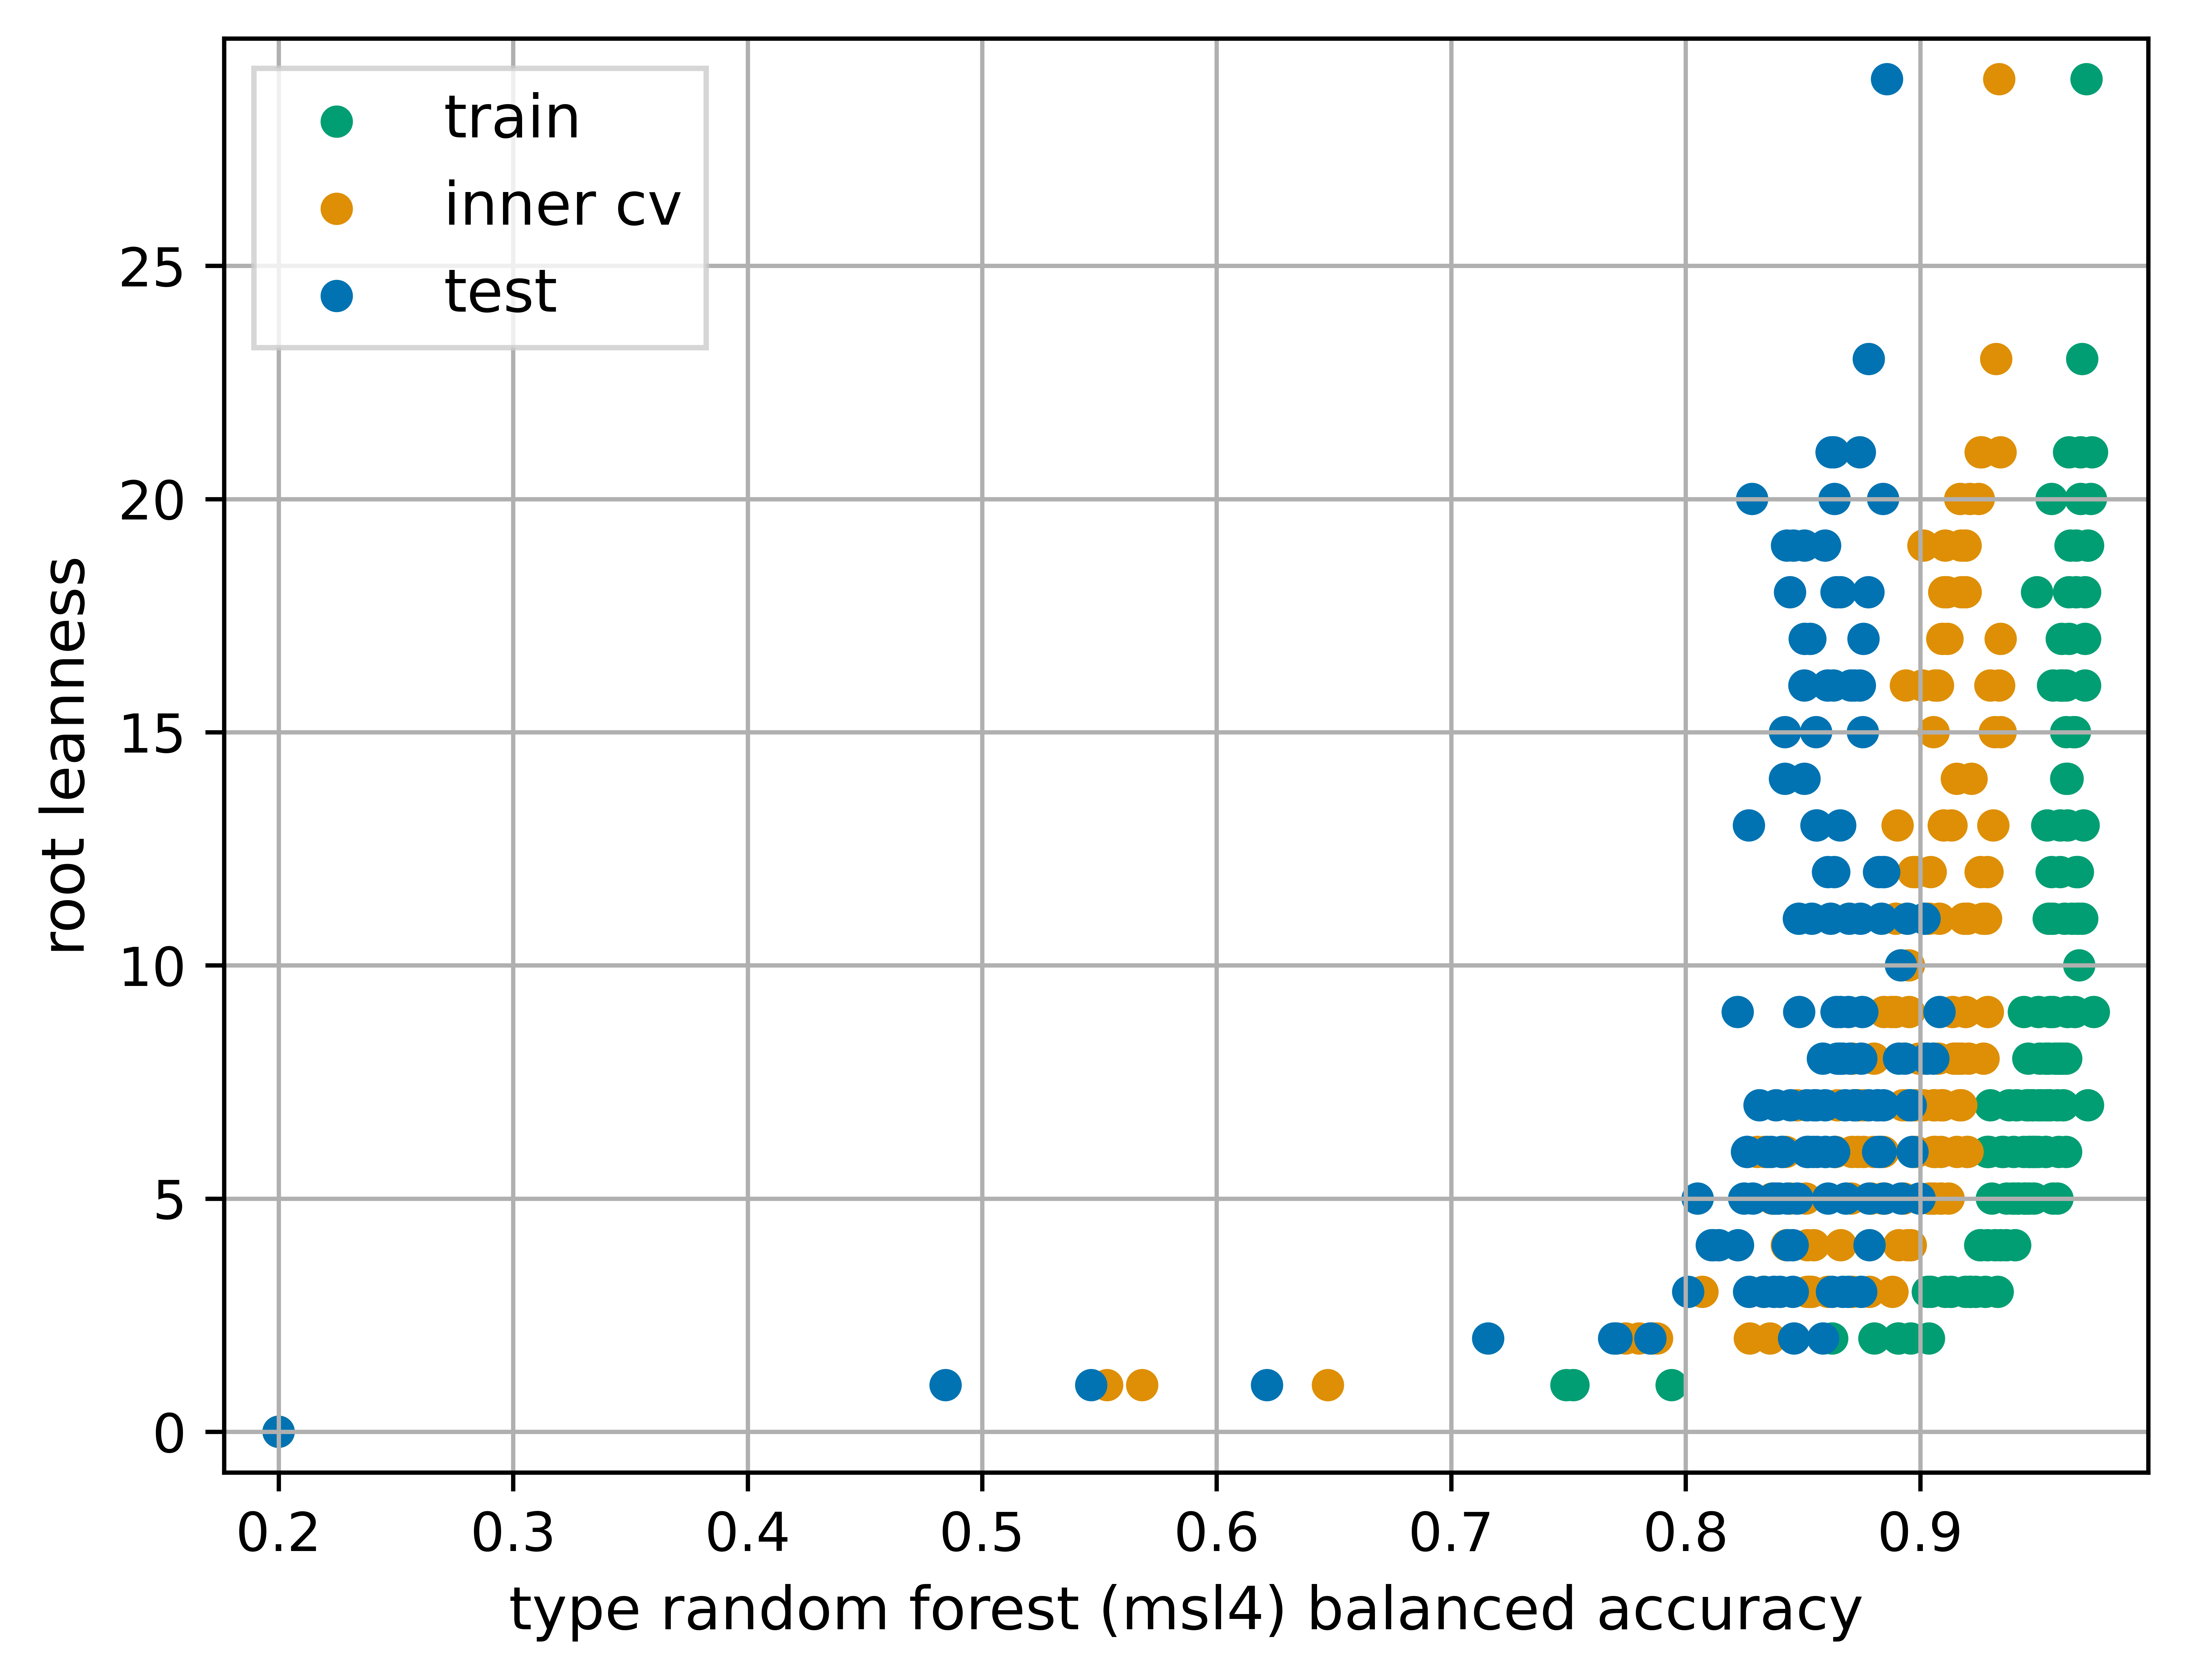 train
inner cv
test
25
20
15
10
5
0
root leanness
0.2 0.3 0.4 0.5 0.6 0.7 0.8 0.9
type random forest (msl4) balanced accuracy